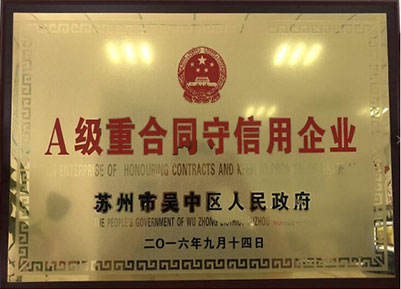 A级重合同守信用企业
AN ENTERPRISE OF HONOURING CONTRACTS AND
苏州市吴中区人民政府
THE PEOPLE'S GOVERNMENT OF WU ZHONG
二〇一六年九月十四日